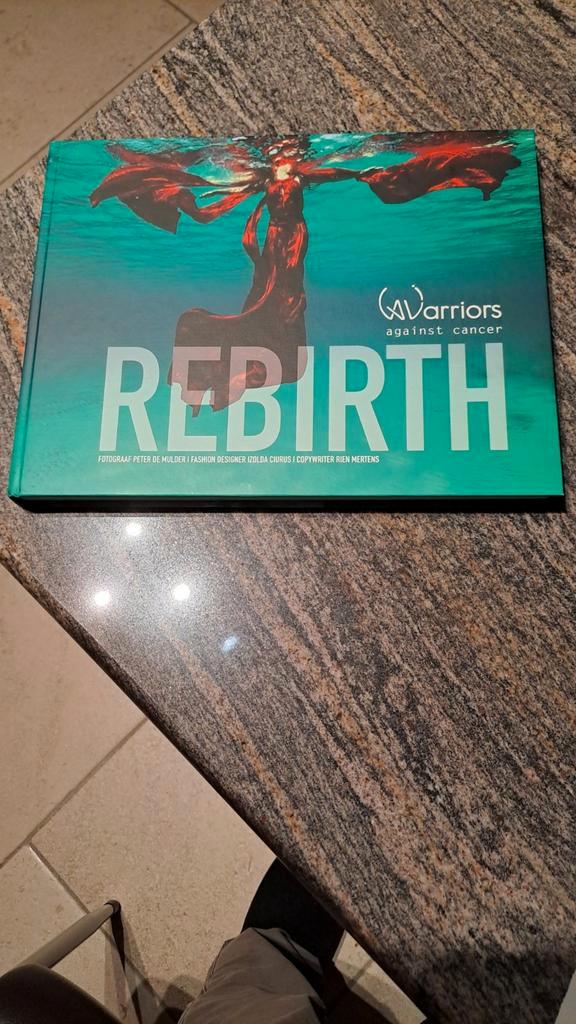 Warriors
against cancer
REBIRTH
FOTOGRAAF PETER DE MULDER | FASHION DESIGNER IZOLDA CIURUS | COPYWRITER RIEN MERTENS